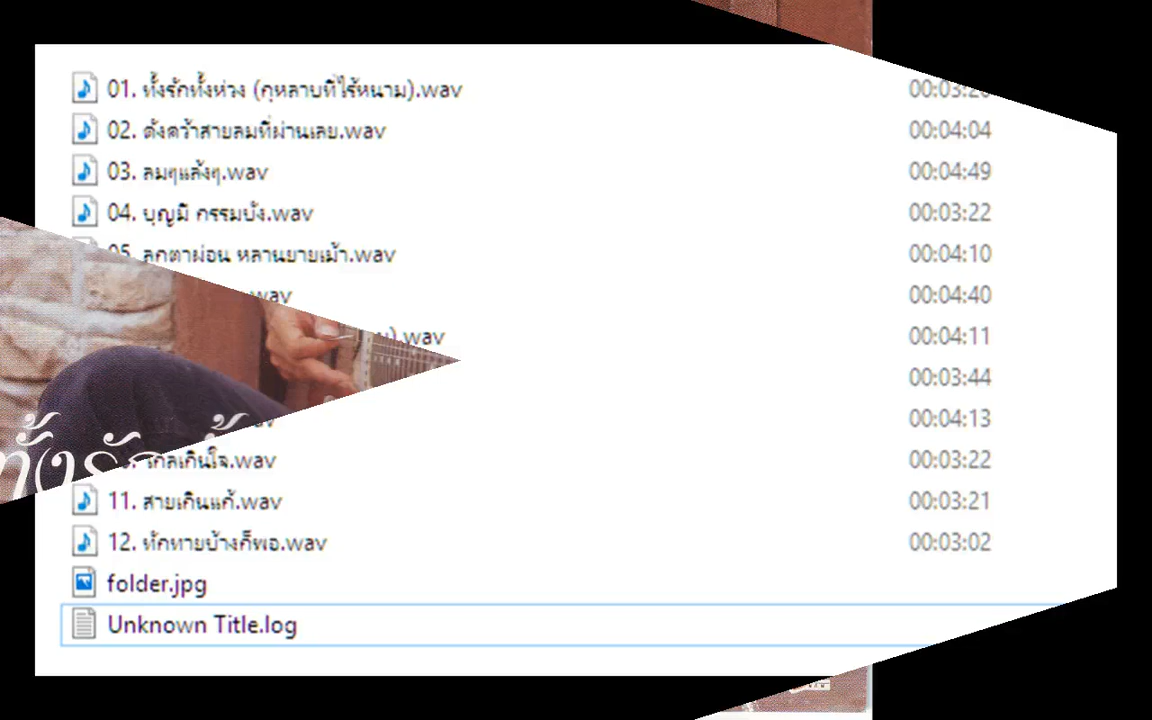 01. ทั้งรักทั้งห่วง (กุหลาบที่ไร้หนาม).wav
02. ดั่งคว้าสายลมที่ผ่านเลย.wav 00:04:04
03. ลมๆแล้งๆ.wav 00:04:49
04. บุญมี กรรมบัง.wav 00:03:22
05. ลูกตาผ่อน หลานยายเม้า.wav 00:04:10
.wav 00:04:40
.wav 00:04:11
00:03:44
00:04:13
ไกลเกินใจ.wav 00:03:22
11. สายเกินแก้.wav 00:03:21
12. ทักทายบ้างก็พอ.wav 00:03:02
folder.jpg
Unknown Title.log
ทั้งรัก